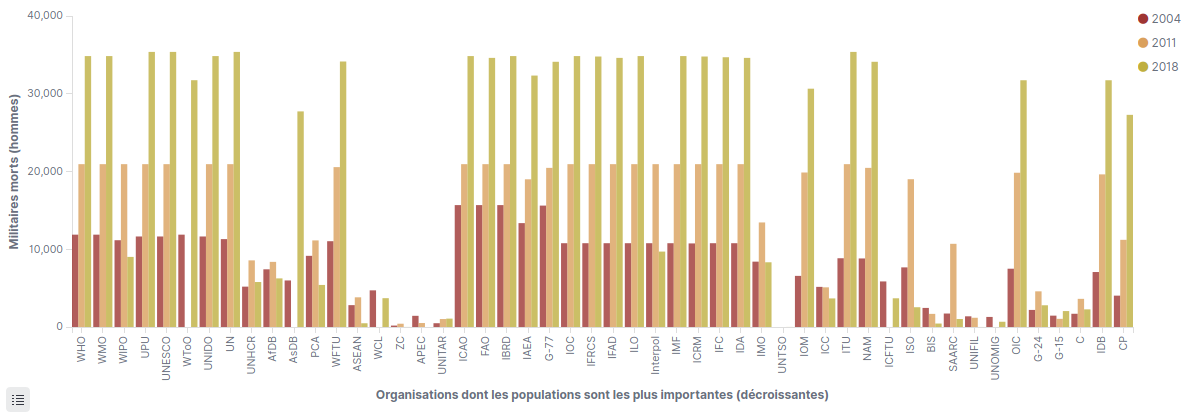 40,000
30,000
20,000
10,000
0
Militaires morts (hommes)
WHO
WMO
WIPO
UPU
UNESCO
WToO
UNIDO
UN
UNHCR
AfDB
AsDB
PCA
WFTU
ASEAN
WCL
ZC
APEC
UNITAR
ICAO
FAO
IBRD
IAEA
G-77
IOC
IFRCS
IFAD
ILO
Interpol
IMF
ICRM
IFC
IDA
IMO
UNTSO
IOM
ICC
ITU
NAM
ICFTU
ISO
BIS
SAARC
UNIFIL
UNOMIG
OIC
G-24
G-15
C
IDB
CP
Organisations dont les populations sont les plus importantes (décroissantes)
2004
2011
2018